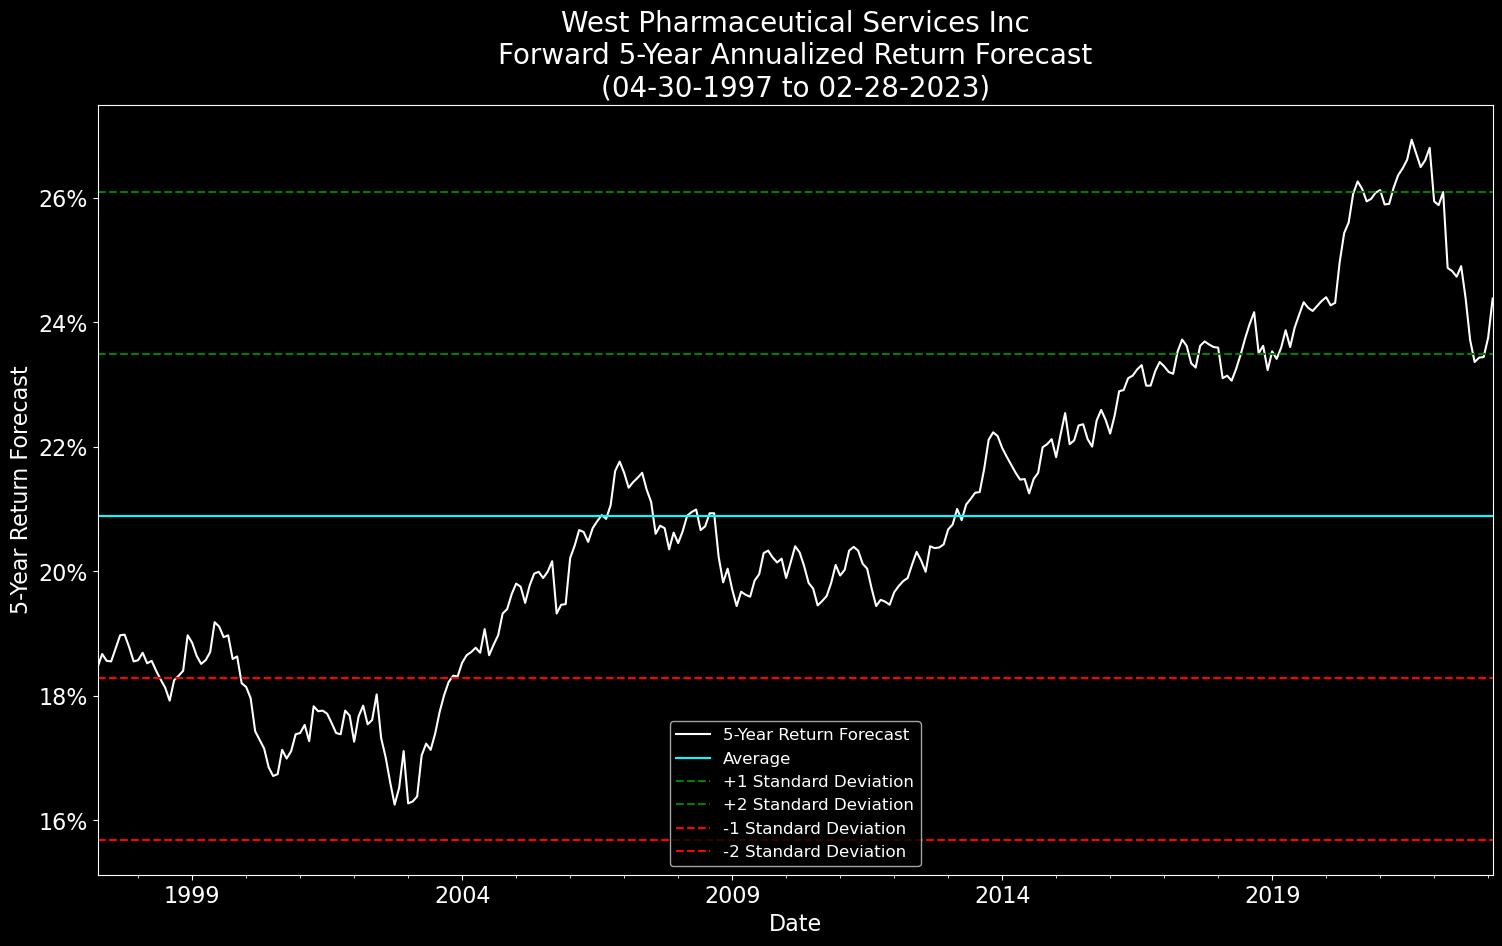 West Pharmaceutical Services Inc
Forward 5-Year Annualized Return Forecast
(04-30-1997 to 02-28-2023)
5-Year Return Forecast
26%
24%
22%
20%
18%
16%
5-Year Return Forecast
Average
+1 Standard Deviation
+2 Standard Deviation
-1 Standard Deviation
-2 Standard Deviation
1999 2004 2009 2014 2019
Date